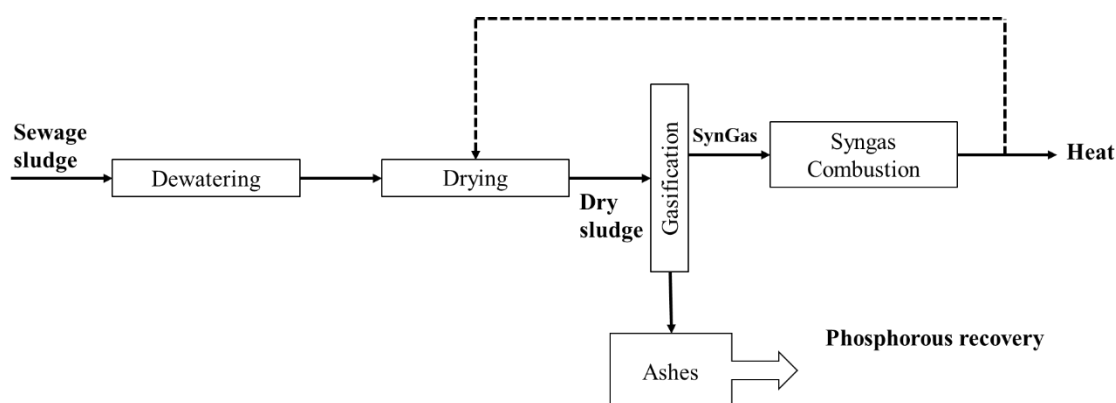 Sewage
sludge
Dewatering
Drying
Dry
sludge
Gasification
SynGas
Syngas
Combustion
Heat
Ashes
Phosphorous recovery